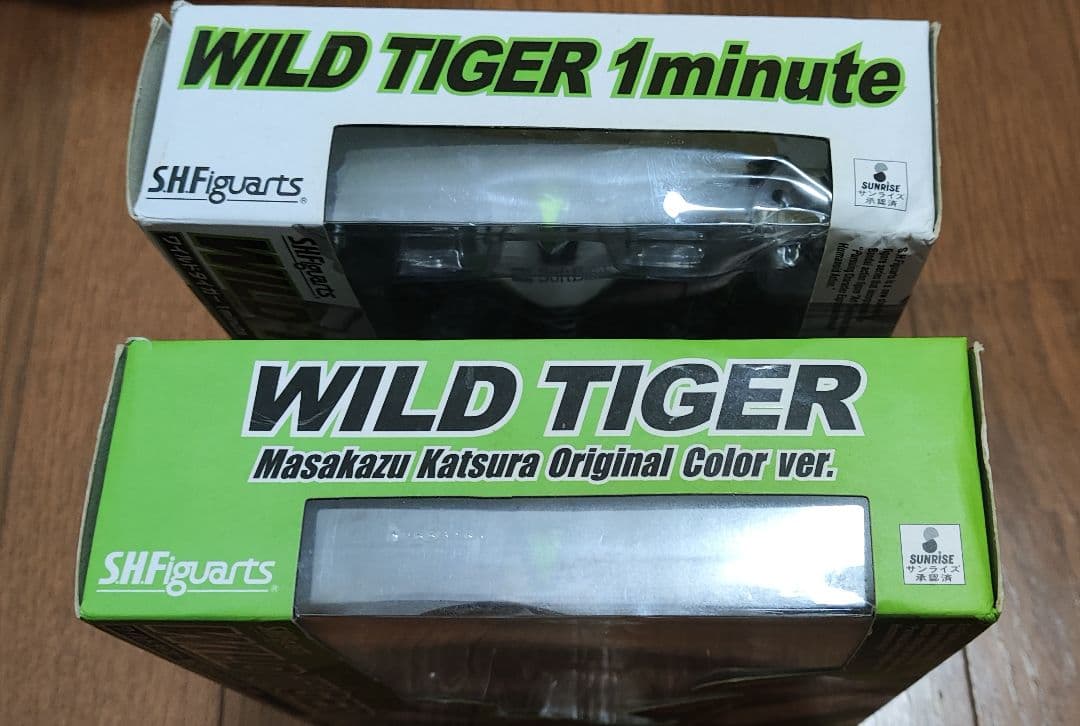 WILD TIGER 1minute
S.H.Figuarts
SUNRISE
サンライズ
承認済
S.H.Figuarts
WILD TIGER
Masakazu Katsura Original Color ver.
S.H.Figuarts
SUNRISE
サンライズ
承認済